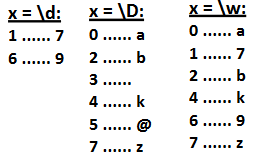 x = \d:
1 ...... 7
6 ...... 9
x = \D:
0 ...... a
2 ...... b
3 ......
4 ...... k
5 ...... @
7 ...... z
x = \w:
0 ...... a
1 ...... 7
2 ...... b
4 ...... k
6 ...... 9
7 ...... z